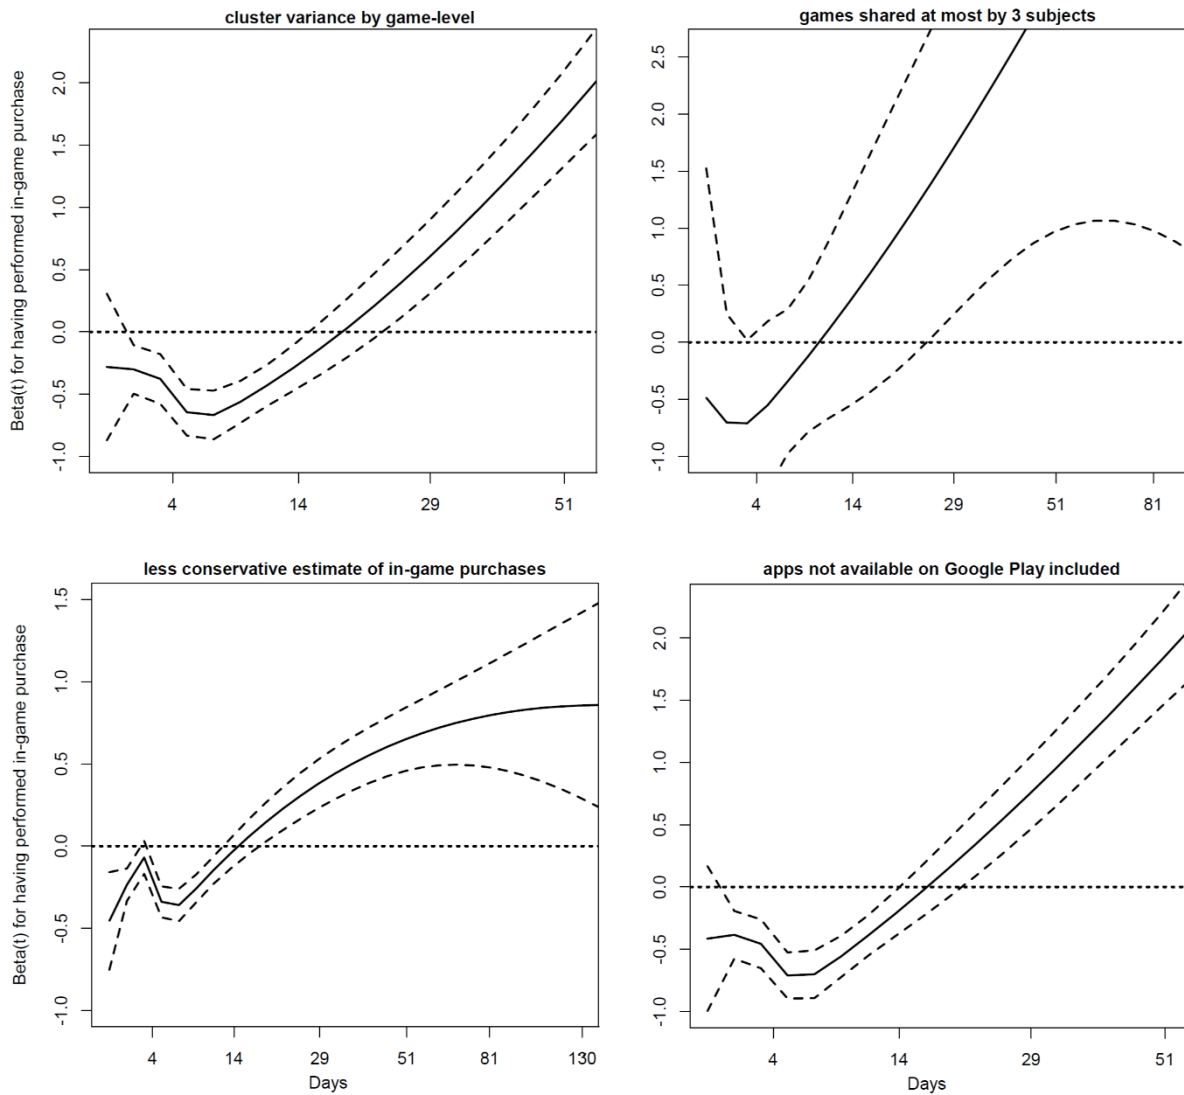 cluster variance by game-level
Beta(t) for having performed in-game purchase
2.0
1.5
1.0
0.5
0.0
-0.5
-1.0
4 14 29 51
games shared at most by 3 subjects
2.5
2.0
1.5
1.0
0.5
0.0
-0.5
-1.0
4 14 29 51 81
less conservative estimate of in-game purchases
Beta(t) for having performed in-game purchase
1.5
1.0
0.5
0.0
-0.5
-1.0
4 14 29 51 81 130
Days
apps not available on Google Play included
2.0
1.5
1.0
0.5
0.0
-0.5
-1.0
4 14 29 51
Days